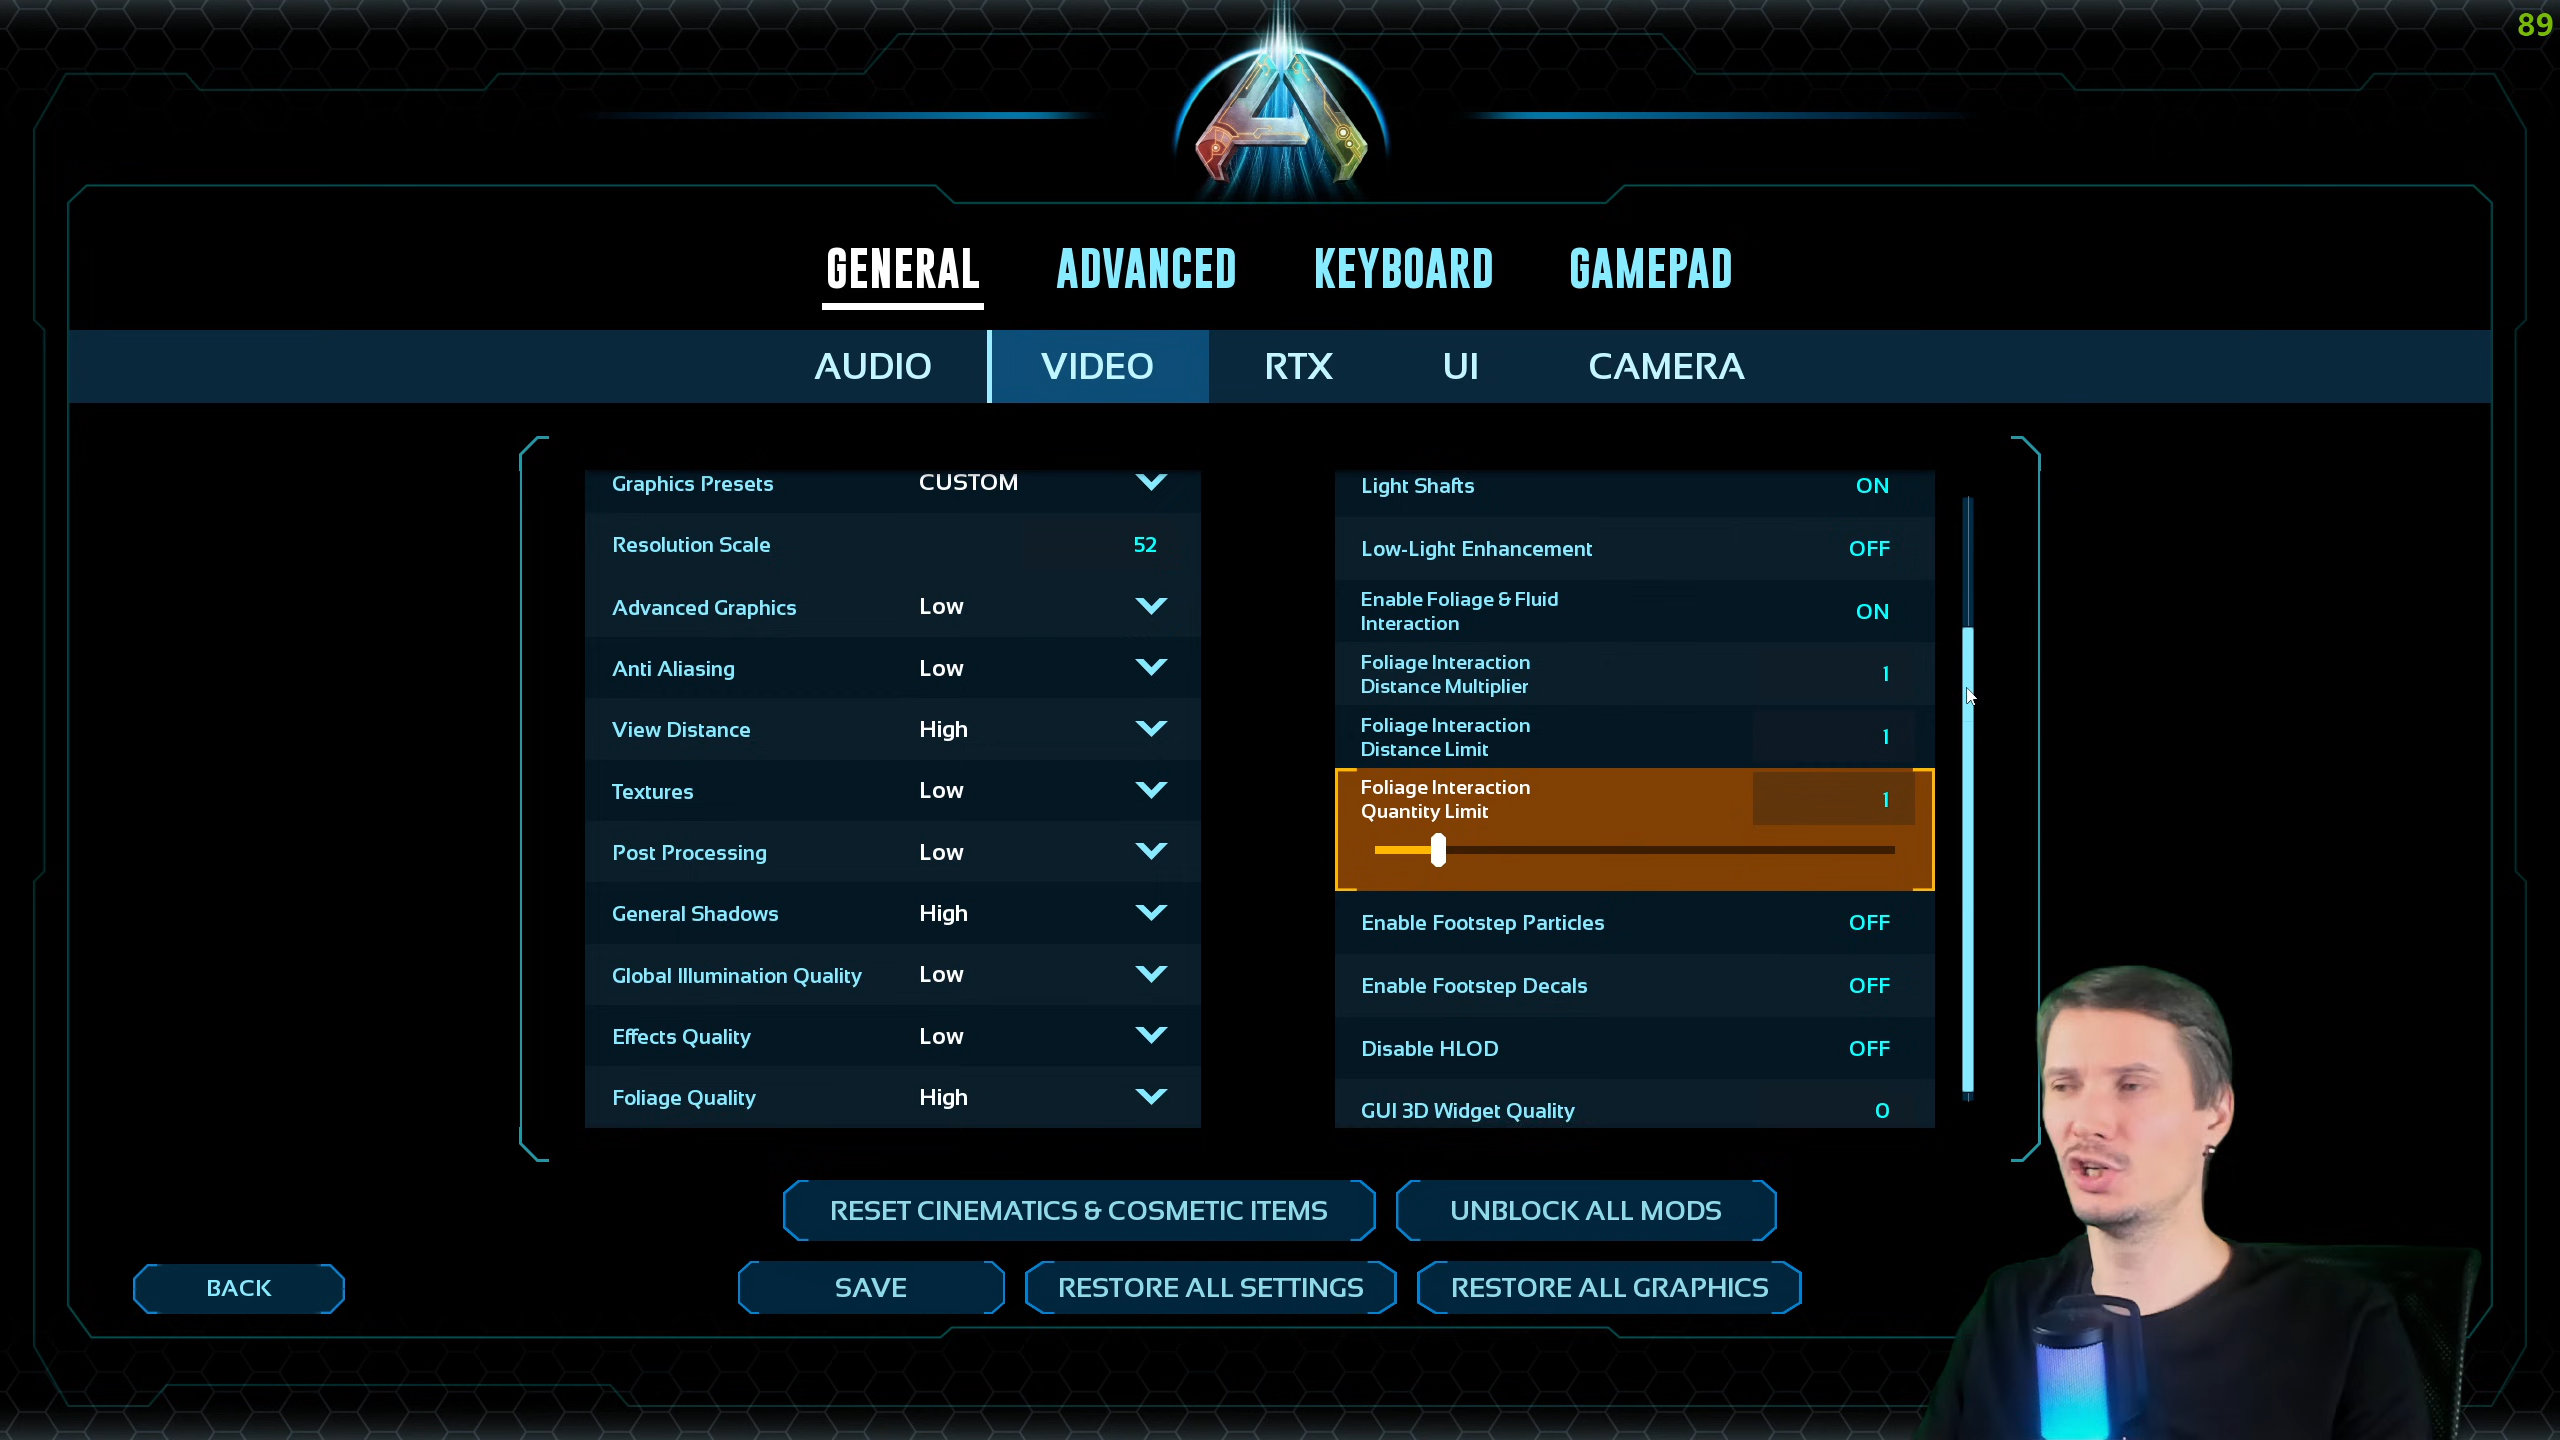 89
GENERAL ADVANCED KEYBOARD GAMEPAD
AUDIO VIDEO RTX UI CAMERA
Graphics Presets CUSTOM
Resolution Scale 52
Advanced Graphics Low
Anti Aliasing Low
View Distance High
Textures Low
Post Processing Low
General Shadows High
Global Illumination Quality Low
Effects Quality Low
Foliage Quality High
Light Shafts ON
Low-Light Enhancement OFF
Enable Foliage & Fluid
Interaction ON
Foliage Interaction
Distance Multiplier 1
Foliage Interaction
Distance Limit 1
Foliage Interaction
Quantity Limit 1
Enable Footstep Particles OFF
Enable Footstep Decals OFF
Disable HLOD OFF
GUI 3D Widget Quality 0
RESET CINEMATICS & COSMETIC ITEMS UNBLOCK ALL MODS
BACK SAVE RESTORE ALL SETTINGS RESTORE ALL GRAPHICS